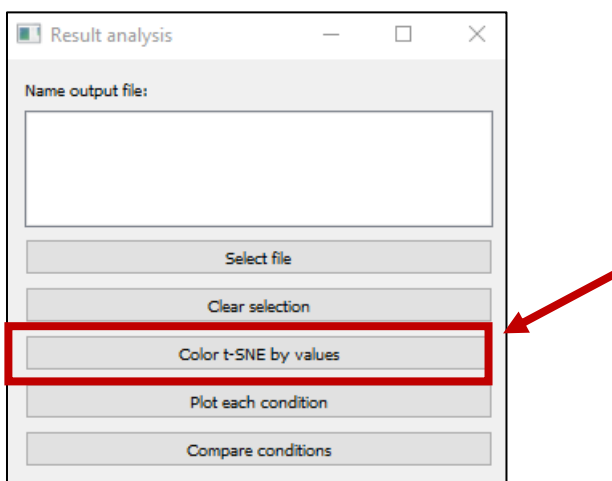 Result analysis
Name output file:
Select file
Clear selection
Color t-SNE by values
Plot each condition
Compare conditions